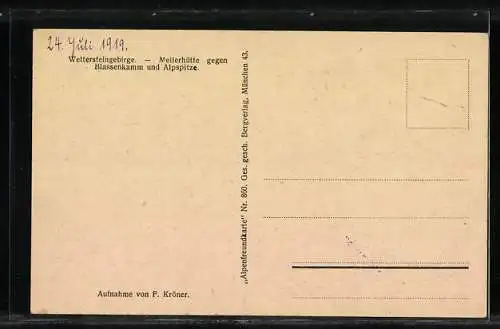 24. Juli 1919.
Wettersteingebirge. — Meilerhütte gegen
Blassenkamm und Alpspitze.
„Alpenfreundkarte" Nr. 860. Ges. gesch. Bergverlag, München 43.
Aufnahme von P. Kröner.